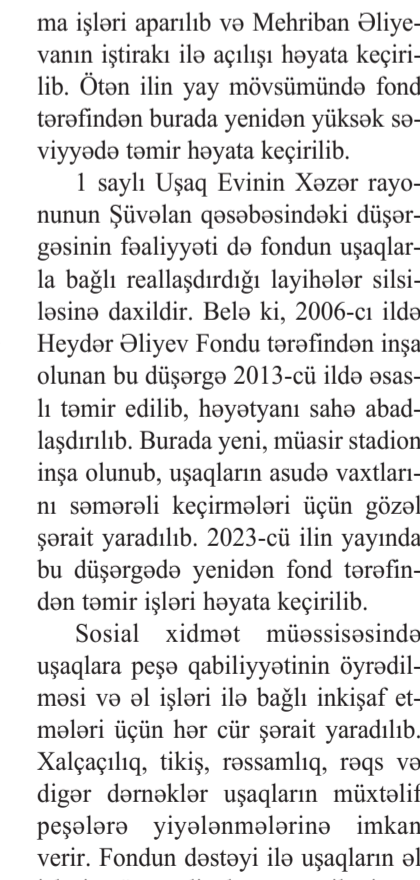 ma işləri aparılıb və Mehriban Əliye-
vanın iştirakı ilə açılışı həyata keçiri-
lib. Ötən ilin yay mövsümündə fond
tərəfindən burada yenidən yüksək sə-
viyyədə təmir həyata keçirilib.
1 saylı Uşaq Evinin Xəzər rayo-
nunun Şüvəlan qəsəbəsindəki düşər-
gəsinin fəaliyyəti də fondun uşaqlar-
la bağlı reallaşdırdığı layihələr silsi-
ləsinə daxildir. Belə ki, 2006-cı ildə
Heydər Əliyev Fondu tərəfindən inşa
olunan bu düşərgə 2013-cü ildə əsas-
lı təmir edilib, həyətyanı sahə abad-
laşdırılıb. Burada yeni, müasir stadion
inşa olunub, uşaqların asudə vaxtları-
nı səmərəli keçirmələri üçün gözəl
şərait yaradılıb. 2023-cü ilin yayında
bu düşərgədə yenidən fond tərəfin-
dən təmir işləri həyata keçirilib.
Sosial xidmət müəssisəsində
uşaqlara peşə qabiliyyətinin öyrədil-
məsi və əl işləri ilə bağlı inkişaf et-
mələri üçün hər cür şərait yaradılıb.
Xalçaçılıq, tikiş, rəssamlıq, rəqs və
digər dərnəklər uşaqların müxtəlif
peşələrə yiyələnmələrinə imkan
verir. Fondun dəstəyi ilə uşaqların əl